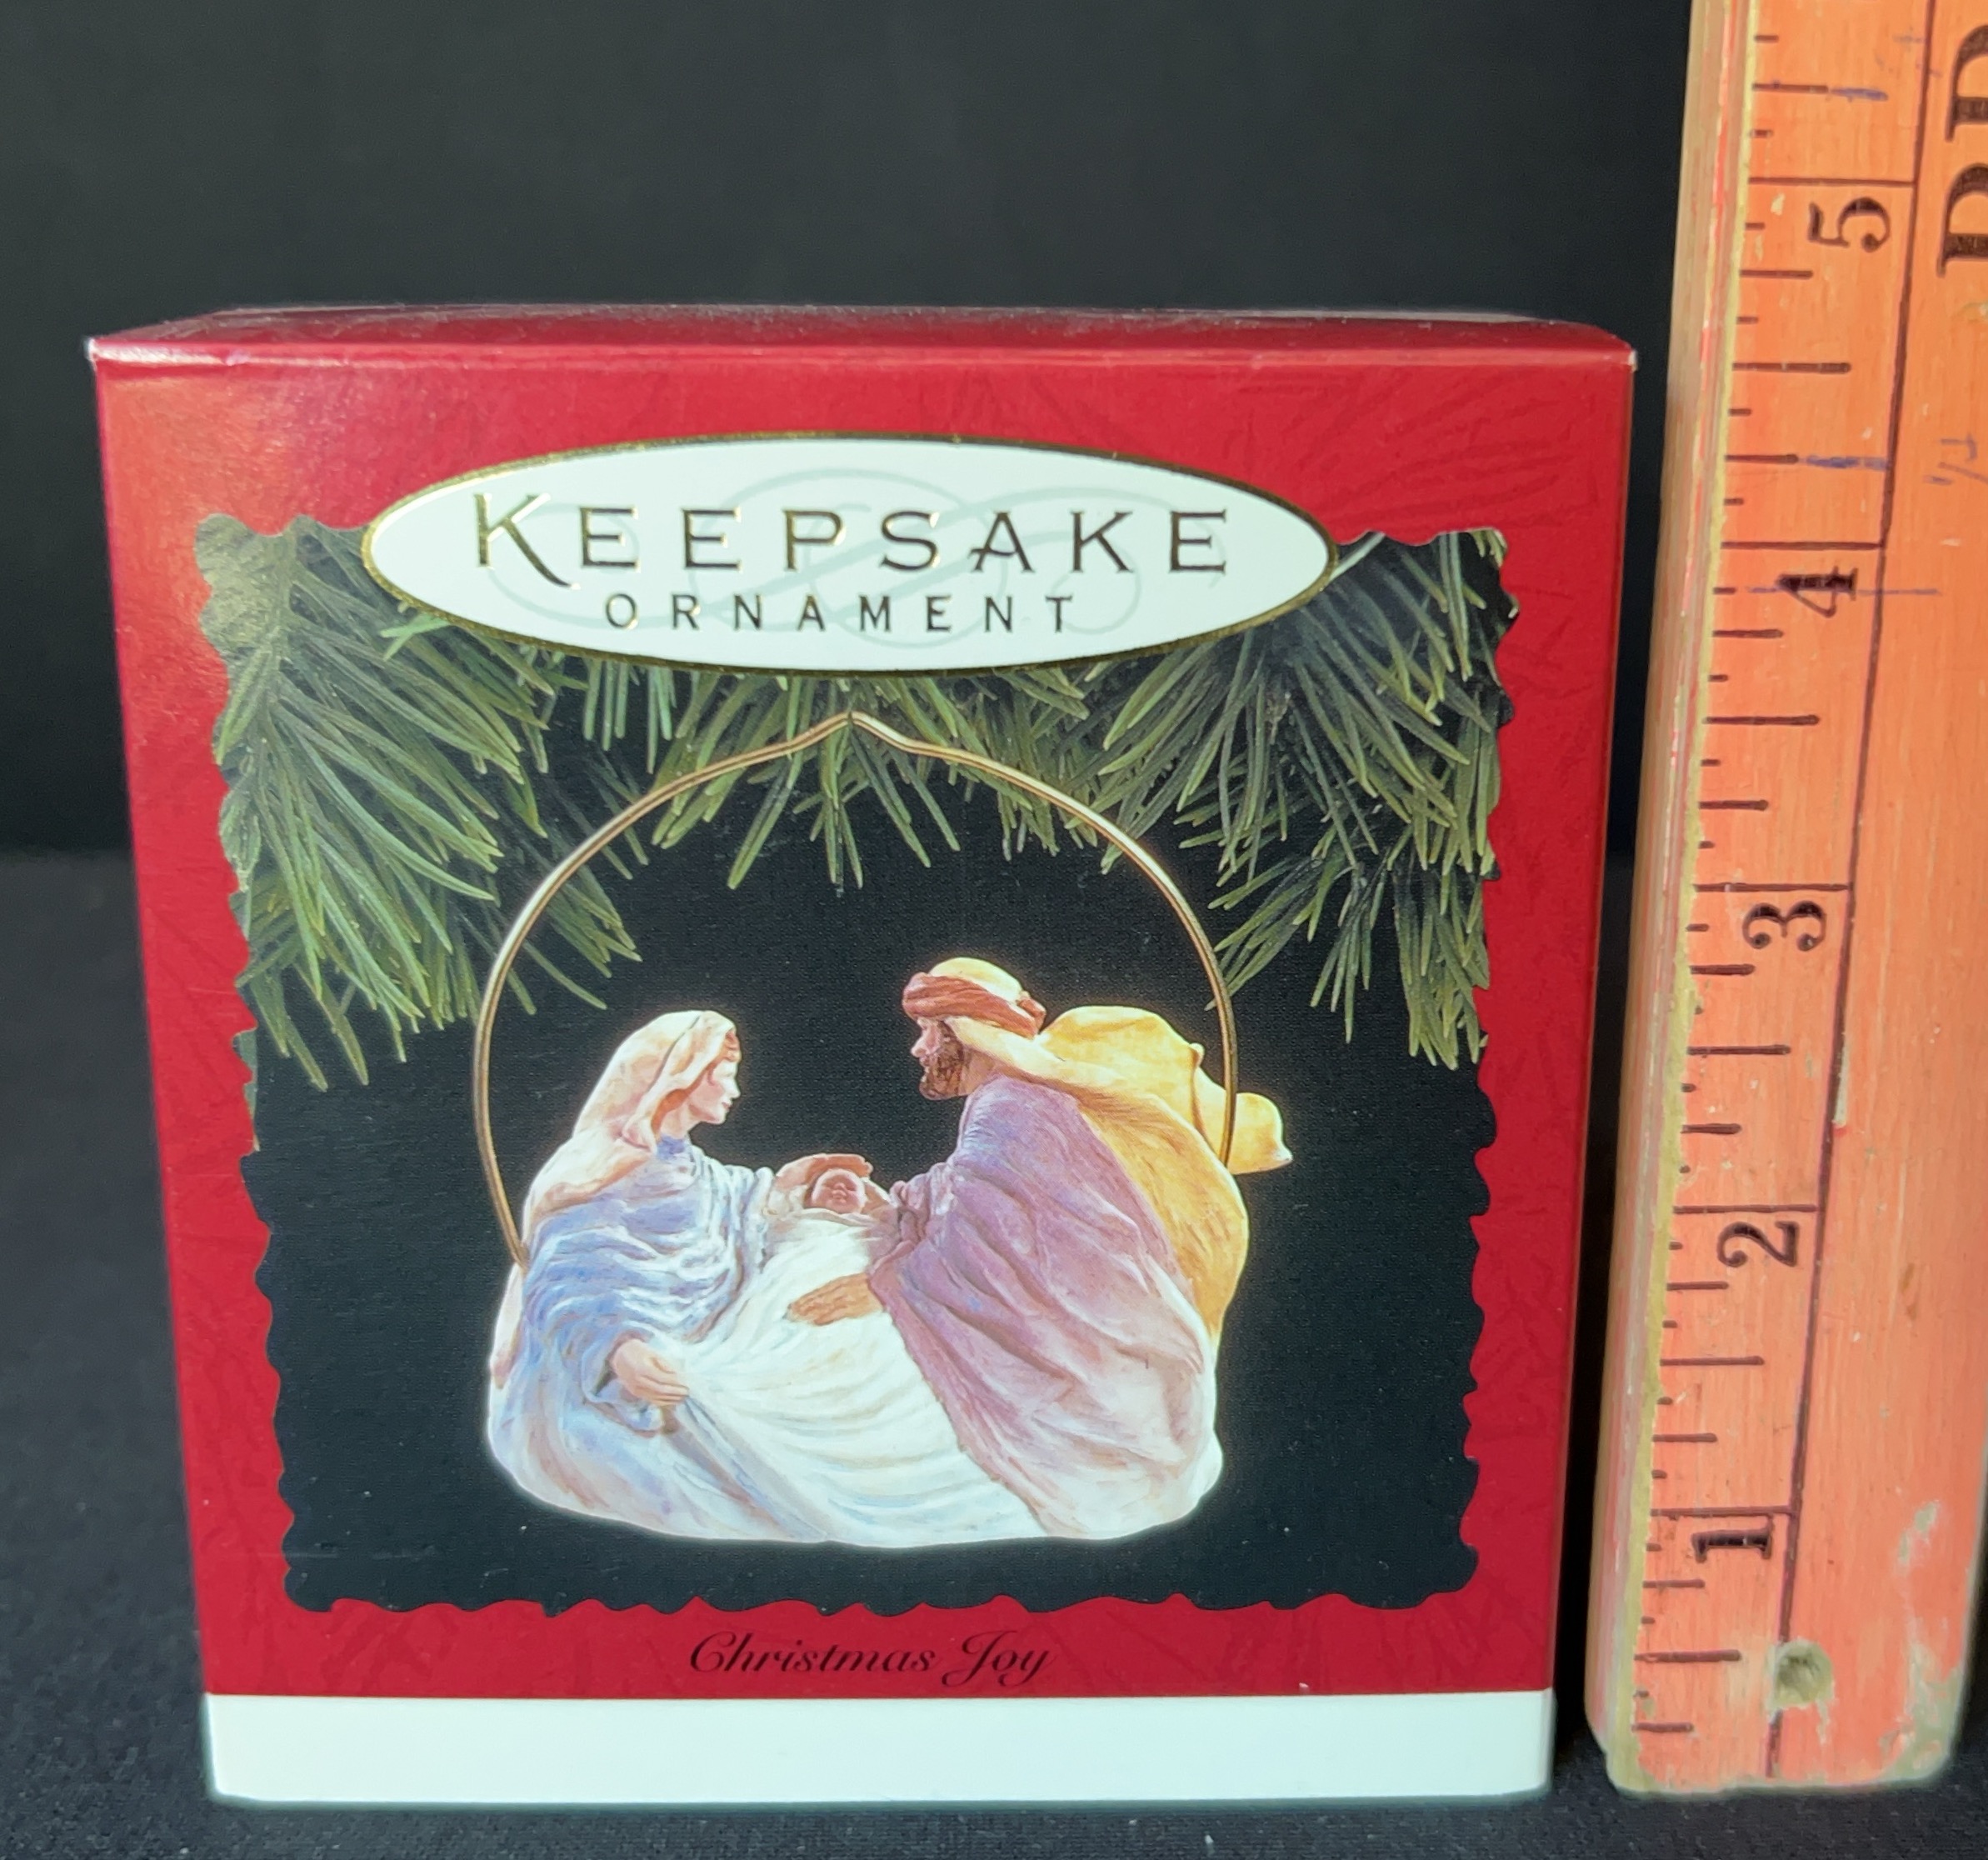 KEEPSAKE
ORNAMENT
Christmas Joy
5
4
3
2
1